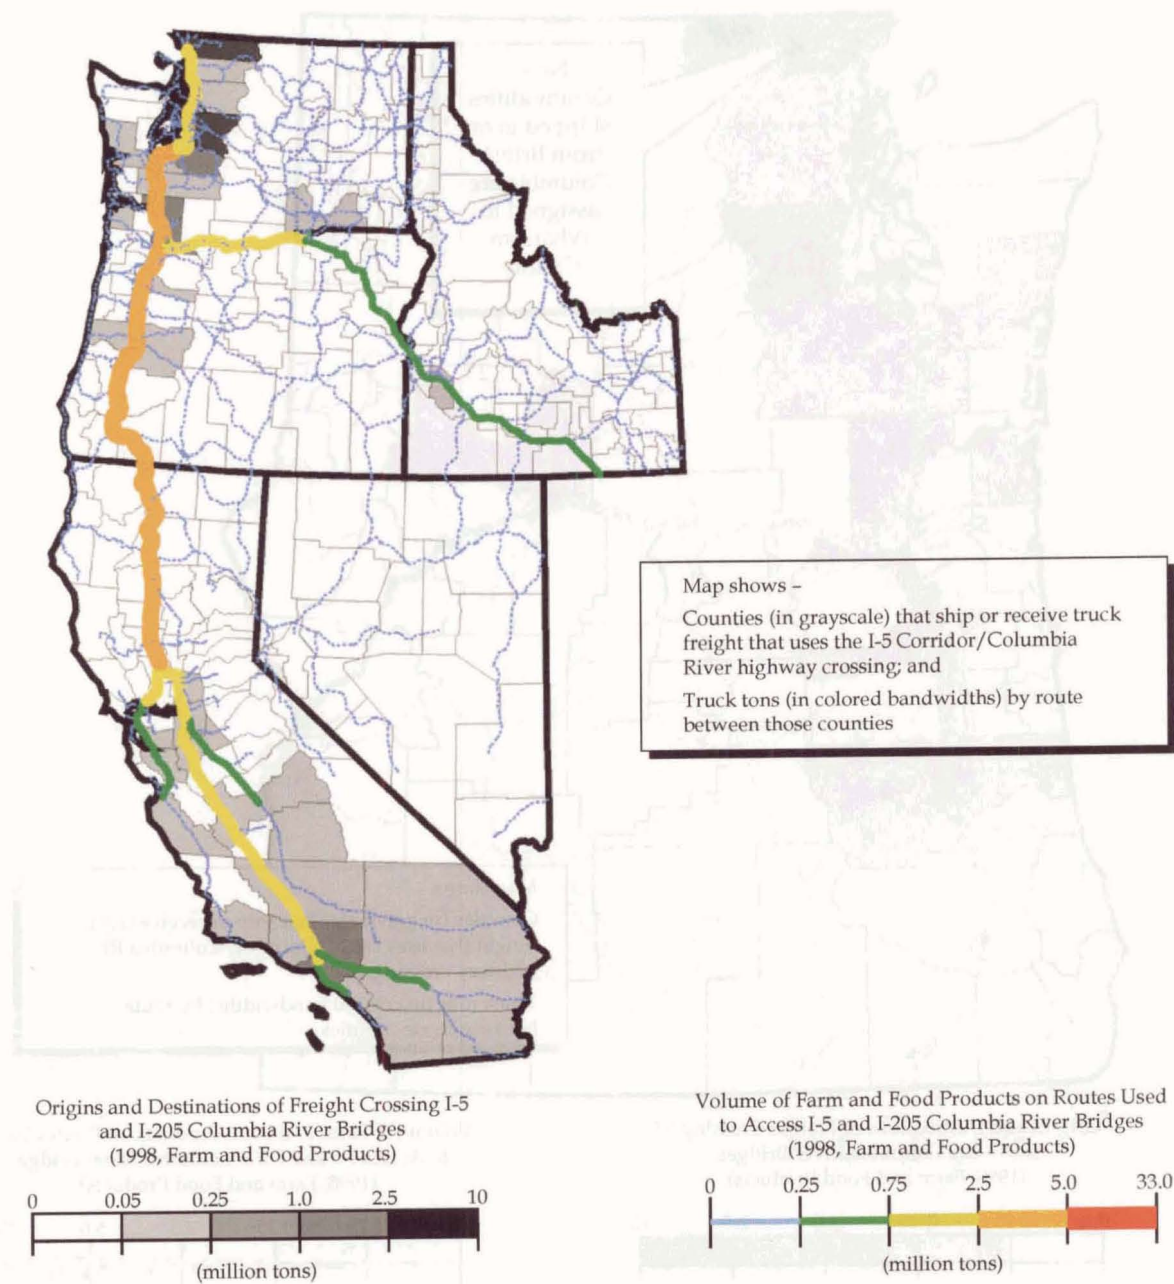 Map shows –
Counties (in grayscale) that ship or receive truck
freight that uses the I-5 Corridor/Columbia
River highway crossing; and
Truck tons (in colored bandwidths) by route
between those counties
Origins and Destinations of Freight Crossing I-5
and I-205 Columbia River Bridges
(1998, Farm and Food Products)
0 0.05 0.25 1.0 2.5 10
(million tons)
Volume of Farm and Food Products on Routes Used
to Access I-5 and I-205 Columbia River Bridges
(1998, Farm and Food Products)
0 0.25 0.75 2.5 5.0 33.0
(million tons)